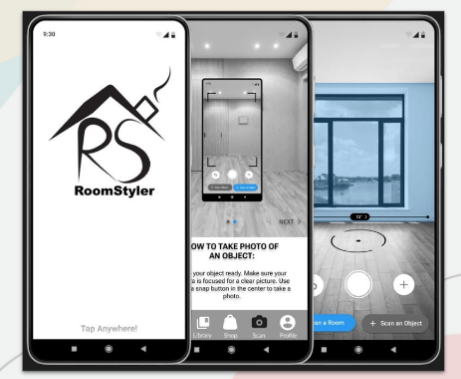 9:30
RS
RoomStyler
Tap Anywhere!
NEXT >
OW TO TAKE PHOTO OF
AN OBJECT:
your object ready. Make sure your
a is focused for a clear picture. Use
a snap button in the center to take a
photo.
Library
Shop
Scan
Profile
an a Room
+ Scan an Object